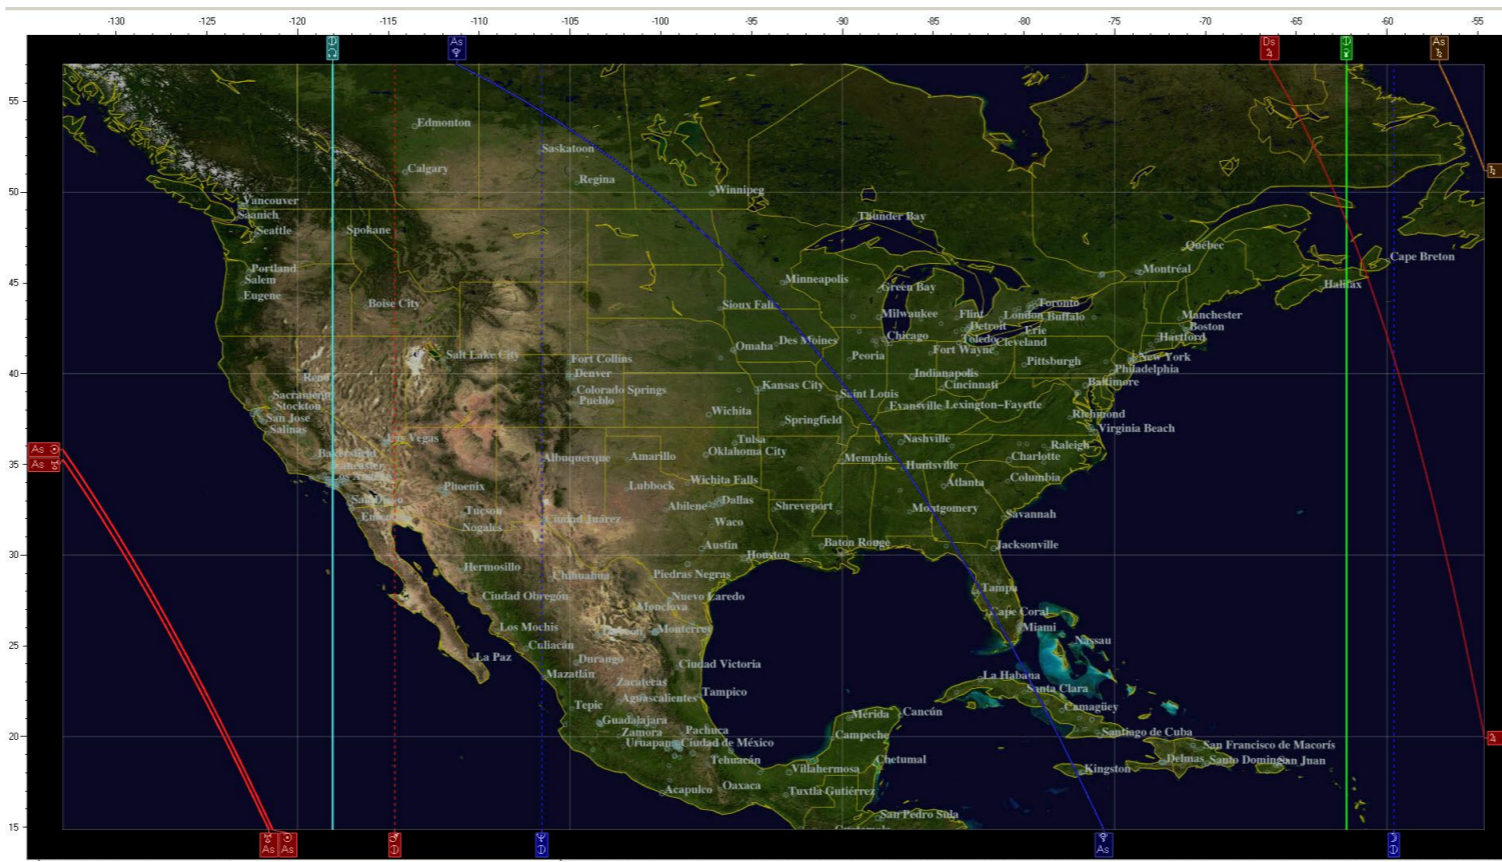 -130 -125 -120 -115 -110 -105 -100 -95 -90 -85 -80 -75 -70 -65 -60 -55
☊ As ♆ Ds ♃ As ♄
55
Edmonton
Saskatoon
Calgary
Regina
50
Winnipeg
♄
Vancouver
Saanich
Thunder Bay
Seattle
Spokane
Québec
Cape Breton
Portland
Montréal
Salem
Minneapolis
45
Green Bay
Halifax
Eugene
Boise City
Sioux Falls
Toronto
Milwaukee
Flint
London Buffalo
Manchester
Detroit
Boston
Erie
Chicago
Hartford
Toledo
Cleveland
Omaha
Des Moines
Fort Wayne
Salt Lake City
Fort Collins
Peoria
New York
Pittsburgh
Philadelphia
40
Denver
Indianapolis
Reno
Kansas City
Cincinnati
Baltimore
Colorado Springs
Sacramento
Saint Louis
Pueblo
Stockton
Evansville
Lexington-Fayette
San Jose
Wichita
Richmond
Salinas
Springfield
Virginia Beach
Las Vegas
Tulsa
Nashville
Raleigh
As ☉
Bakersfield
Oklahoma City
Albuquerque
Amarillo
Memphis
Charlotte
As ♅
35
Lancaster
Huntsville
Los Angeles
Wichita Falls
Columbia
Phoenix
Lubbock
Atlanta
San Diego
Abilene
Dallas
Shreveport
Tucson
Montgomery
Ensenada
Ciudad Juárez
Waco
Savannah
Nogales
Austin
Baton Rouge
Jacksonville
30
Houston
Hermosillo
Chihuahua
Piedras Negras
Tampa
Ciudad Obregón
Nuevo Laredo
Monclova
Cape Coral
Los Mochis
Torreón
Monterrey
Miami
Nassau
25
Culiacán
La Paz
Durango
Ciudad Victoria
Mazatlán
La Habana
Zacatecas
Santa Clara
Aguascalientes
Tampico
Tepic
Camagüey
Mérida
Cancún
Guadalajara
Zamora
Pachuca
Campeche
Santiago de Cuba
20
♃
Uruapan
Ciudad de México
San Francisco de Macorís
Tehuacán
Chetumal
Delmas
Santo Domingo
San Juan
Villahermosa
Kingston
Acapulco
Oaxaca
Tuxtla Gutiérrez
San Pedro Sula
15
Guatemala
♅ As ☉ As ♂ ♆ As ☽